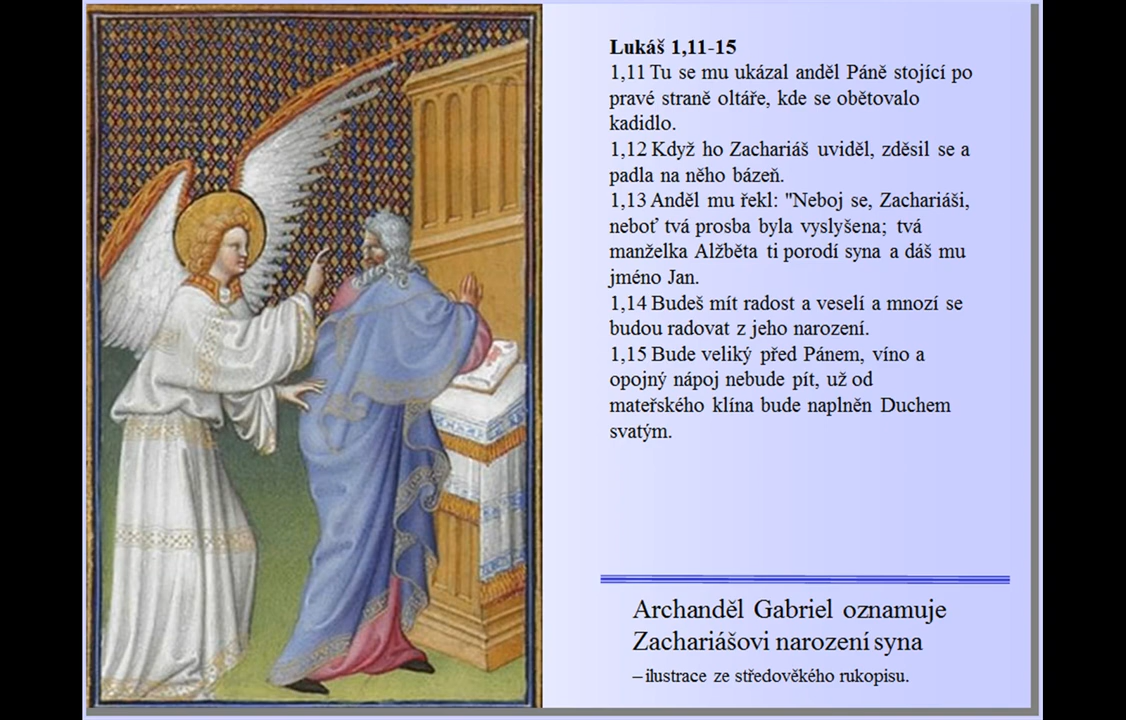 Lukáš 1,11-15
1,11 Tu se mu ukázal anděl Páně stojící po
pravé straně oltáře, kde se obětovalo
kadidlo.
1,12 Když ho Zachariáš uviděl, zděsil se a
padla na něho bázeň.
1,13 Anděl mu řekl: "Neboj se, Zachariáši,
neboť tvá prosba byla vyslyšena; tvá
manželka Alžběta ti porodí syna a dáš mu
jméno Jan.
1,14 Budeš mít radost a veselí a mnozí se
budou radovat z jeho narození.
1,15 Bude veliký před Pánem, víno a
opojný nápoj nebude pít, už od
mateřského klína bude naplněn Duchem
svatým.
Archanděl Gabriel oznamuje
Zachariášovi narození syna
– ilustrace ze středověkého rukopisu.